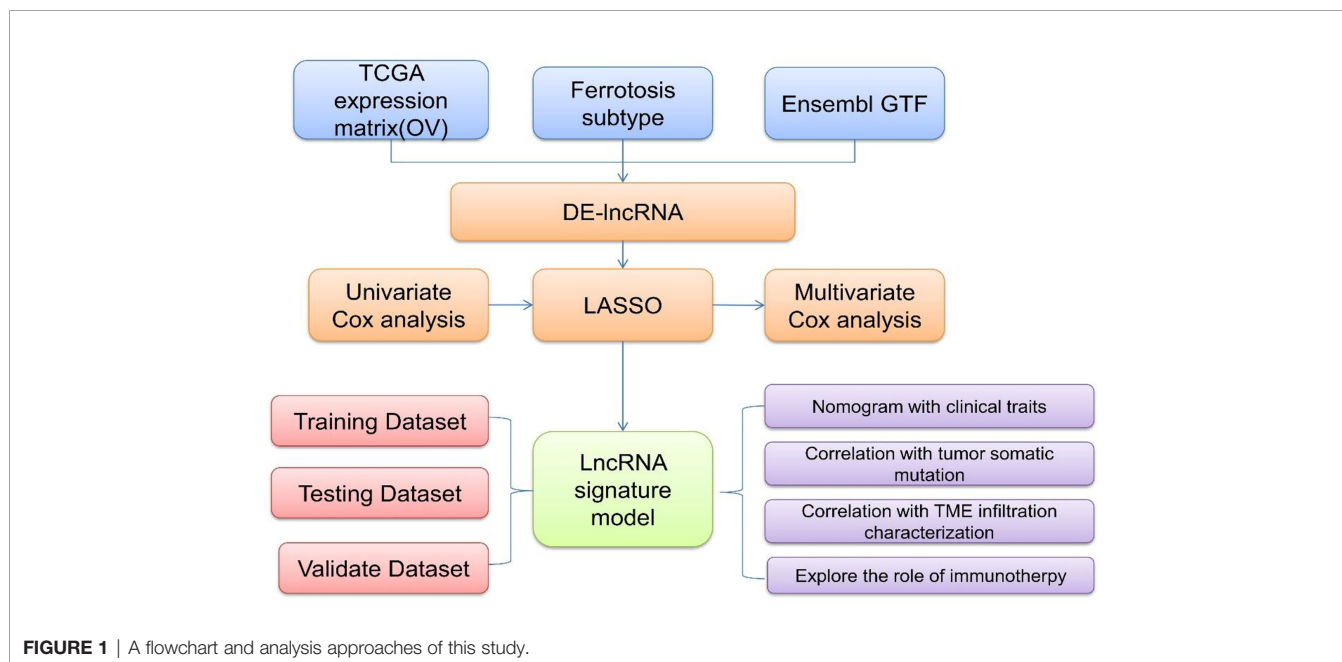 TCGA
expression
matrix(OV)
Ferrotosis
subtype
Ensembl GTF
DE-lncRNA
Univariate
Cox analysis
LASSO
Multivariate
Cox analysis
Training Dataset
Testing Dataset
Validate Dataset
LncRNA
signature
model
Nomogram with clinical traits
Correlation with tumor somatic
mutation
Correlation with TME infiltration
characterization
Explore the role of immunotherpy
FIGURE 1 | A flowchart and analysis approaches of this study.